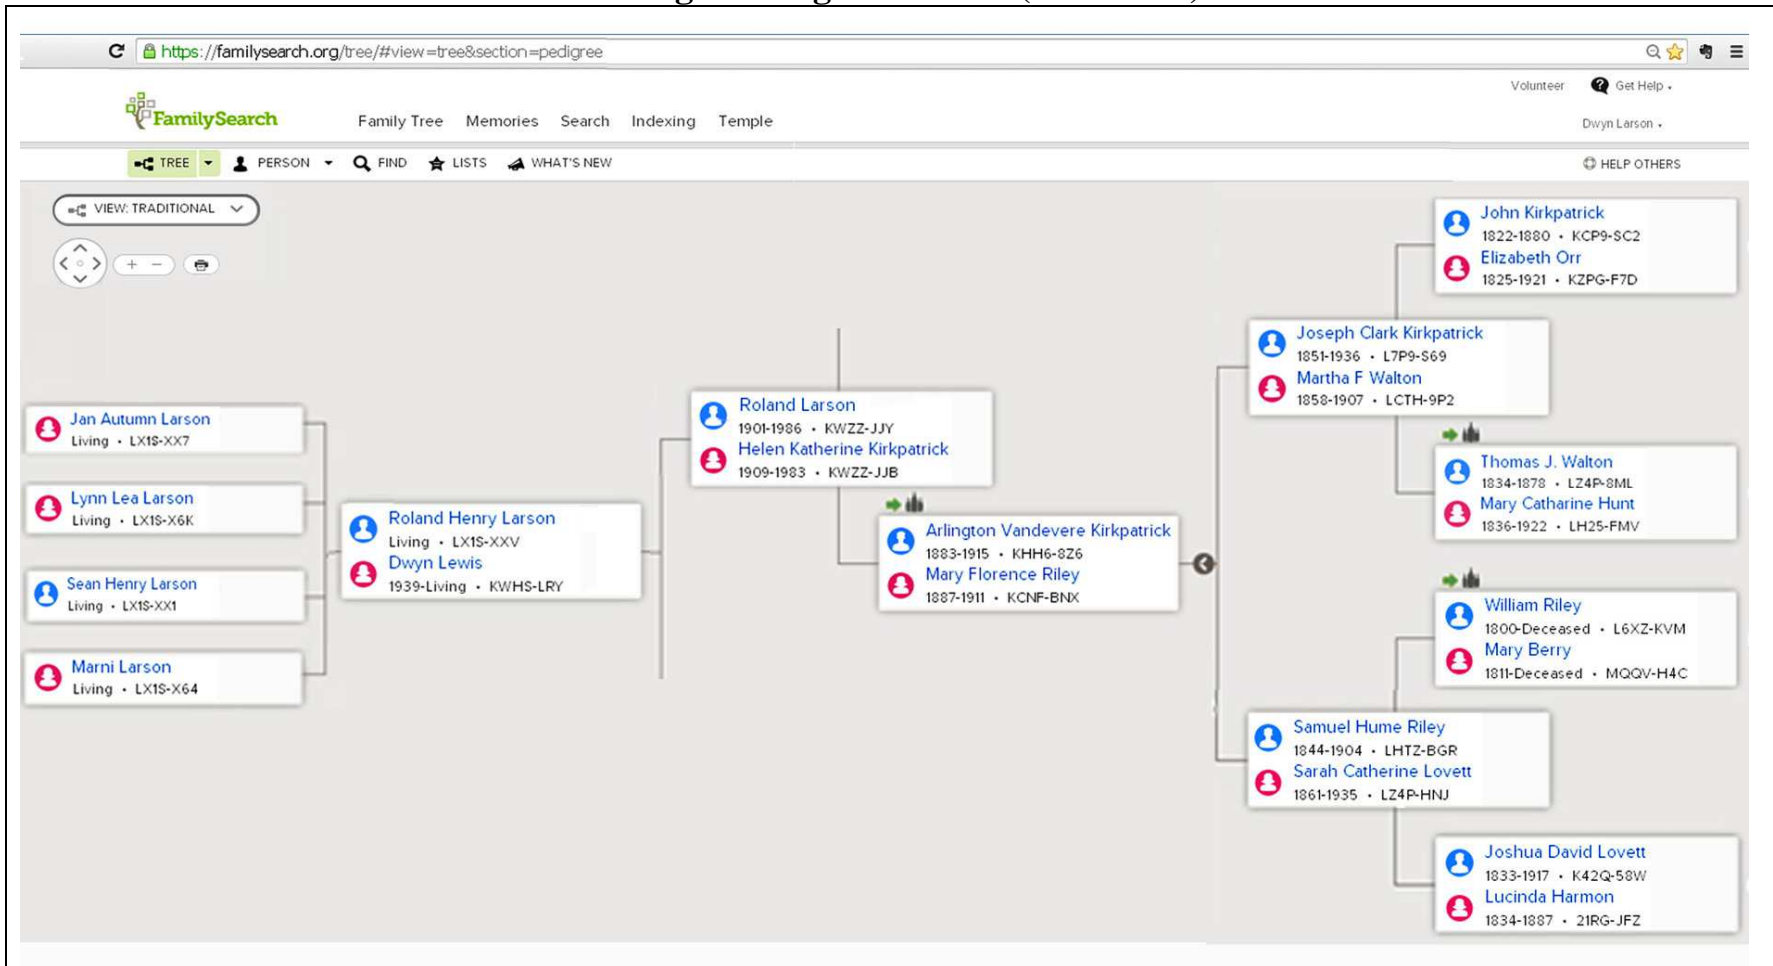 https://familysearch.org/tree/#view=tree&section=pedigree
Volunteer
Get Help
FamilySearch
Family Tree Memories Search Indexing Temple
Dwyn Larson
TREE PERSON FIND LISTS WHAT'S NEW
HELP OTHERS
VIEW: TRADITIONAL
Jan Autumn Larson
Living • LX1S-XX7
Lynn Lea Larson
Living • LX1S-X6K
Sean Henry Larson
Living • LX1S-XX1
Marni Larson
Living • LX1S-X64
Roland Henry Larson
Living • LX1S-XXV
Dwyn Lewis
1939-Living • KWHS-LRY
Roland Larson
1901-1986 • KWZZ-JJY
Helen Katherine Kirkpatrick
1909-1983 • KWZZ-JJB
Arlington Vandevere Kirkpatrick
1883-1915 • KHH6-8Z6
Mary Florence Riley
1887-1911 • KCNF-BNX
Joseph Clark Kirkpatrick
1851-1936 • L7P9-S69
Martha F Walton
1858-1907 • LCTH-9P2
Samuel Hume Riley
1844-1904 • LHTZ-BGR
Sarah Catherine Lovett
1861-1935 • LZ4P-HNJ
John Kirkpatrick
1822-1880 • KCP9-SC2
Elizabeth Orr
1825-1921 • KZPG-F7D
Thomas J. Walton
1834-1878 • LZ4P-8ML
Mary Catharine Hunt
1836-1922 • LH25-FMV
William Riley
1800-Deceased • L6XZ-KVM
Mary Berry
1811-Deceased • MQQV-H4C
Joshua David Lovett
1833-1917 • K42Q-58W
Lucinda Harmon
1834-1887 • 21RG-JFZ